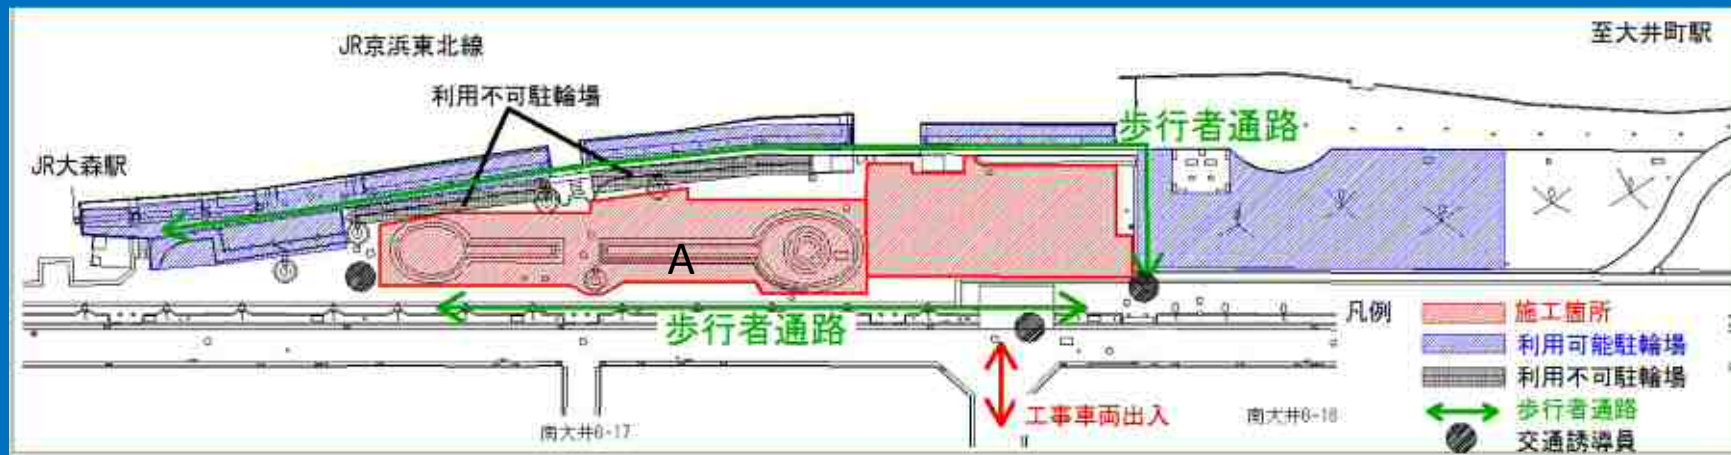 至大井町駅
JR京浜東北線
利用不可駐輪場
歩行者通路
JR大森駅
A
歩行者通路
凡例
施工箇所
利用可能駐輪場
利用不可駐輪場
歩行者通路
交通誘導員
工事車両出入
南大井6-17
南大井6-18